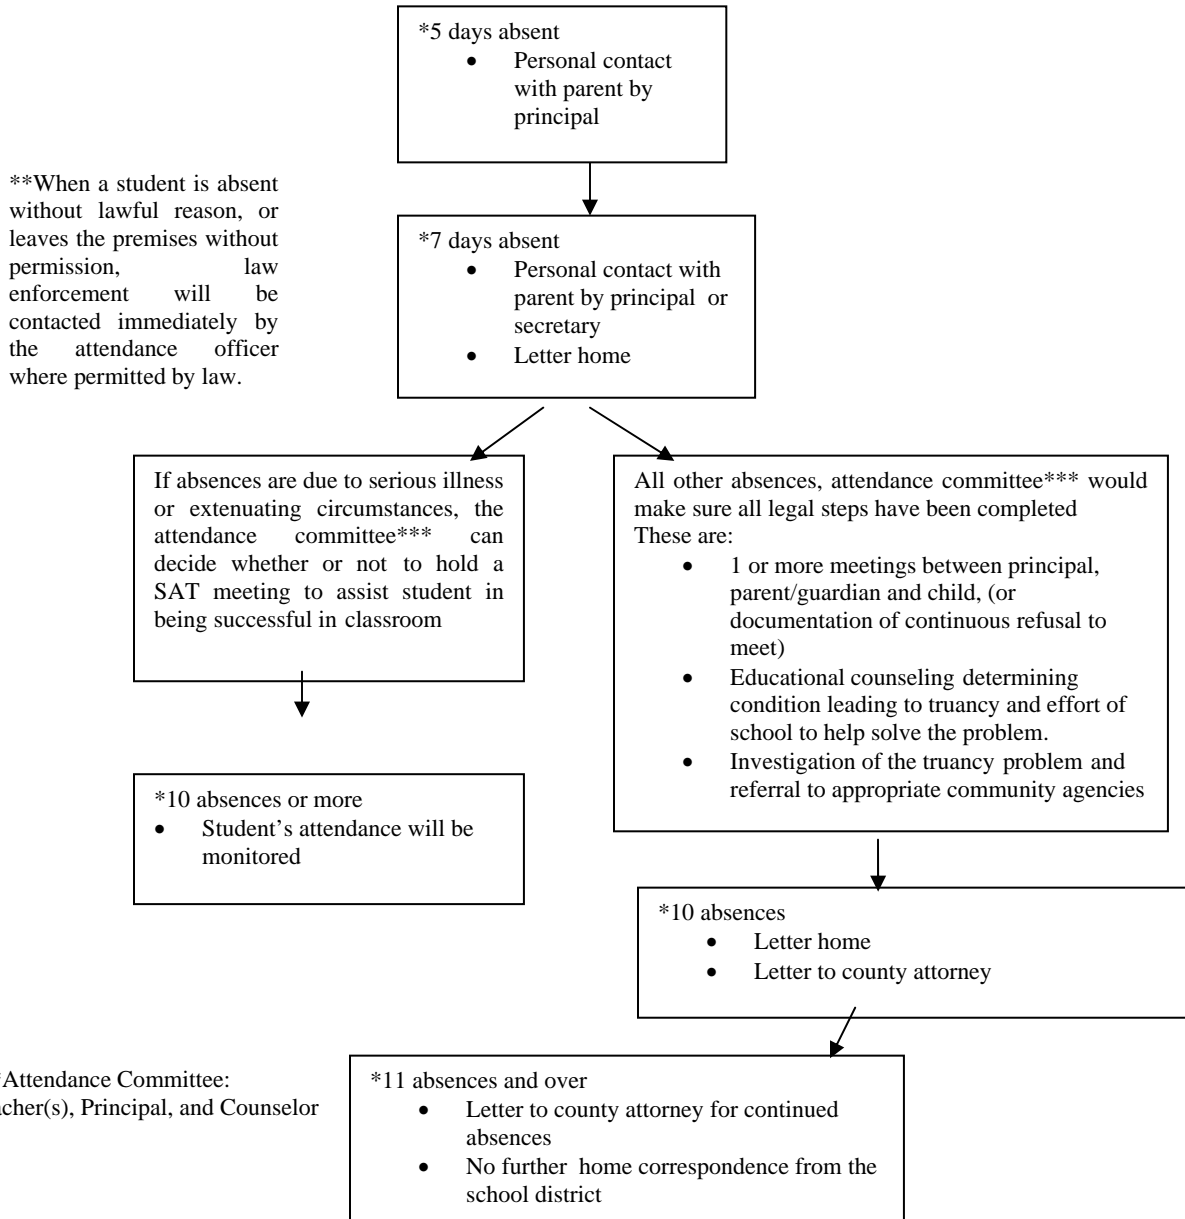 *5 days absent
• Personal contact
with parent by
principal
**When a student is absent
without lawful reason, or
leaves the premises without
permission, law
enforcement will be
contacted immediately by
the attendance officer
where permitted by law.
*7 days absent
• Personal contact with
parent by principal or
secretary
• Letter home
If absences are due to serious illness
or extenuating circumstances, the
attendance committee*** can
decide whether or not to hold a
SAT meeting to assist student in
being successful in classroom
All other absences, attendance committee*** would
make sure all legal steps have been completed
These are:
• 1 or more meetings between principal,
parent/guardian and child, (or
documentation of continuous refusal to
meet)
• Educational counseling determining
condition leading to truancy and effort of
school to help solve the problem.
• Investigation of the truancy problem and
referral to appropriate community agencies
*10 absences or more
• Student’s attendance will be
monitored
*10 absences
• Letter home
• Letter to county attorney
*Attendance Committee:
acher(s), Principal, and Counselor
*11 absences and over
• Letter to county attorney for continued
absences
• No further home correspondence from the
school district